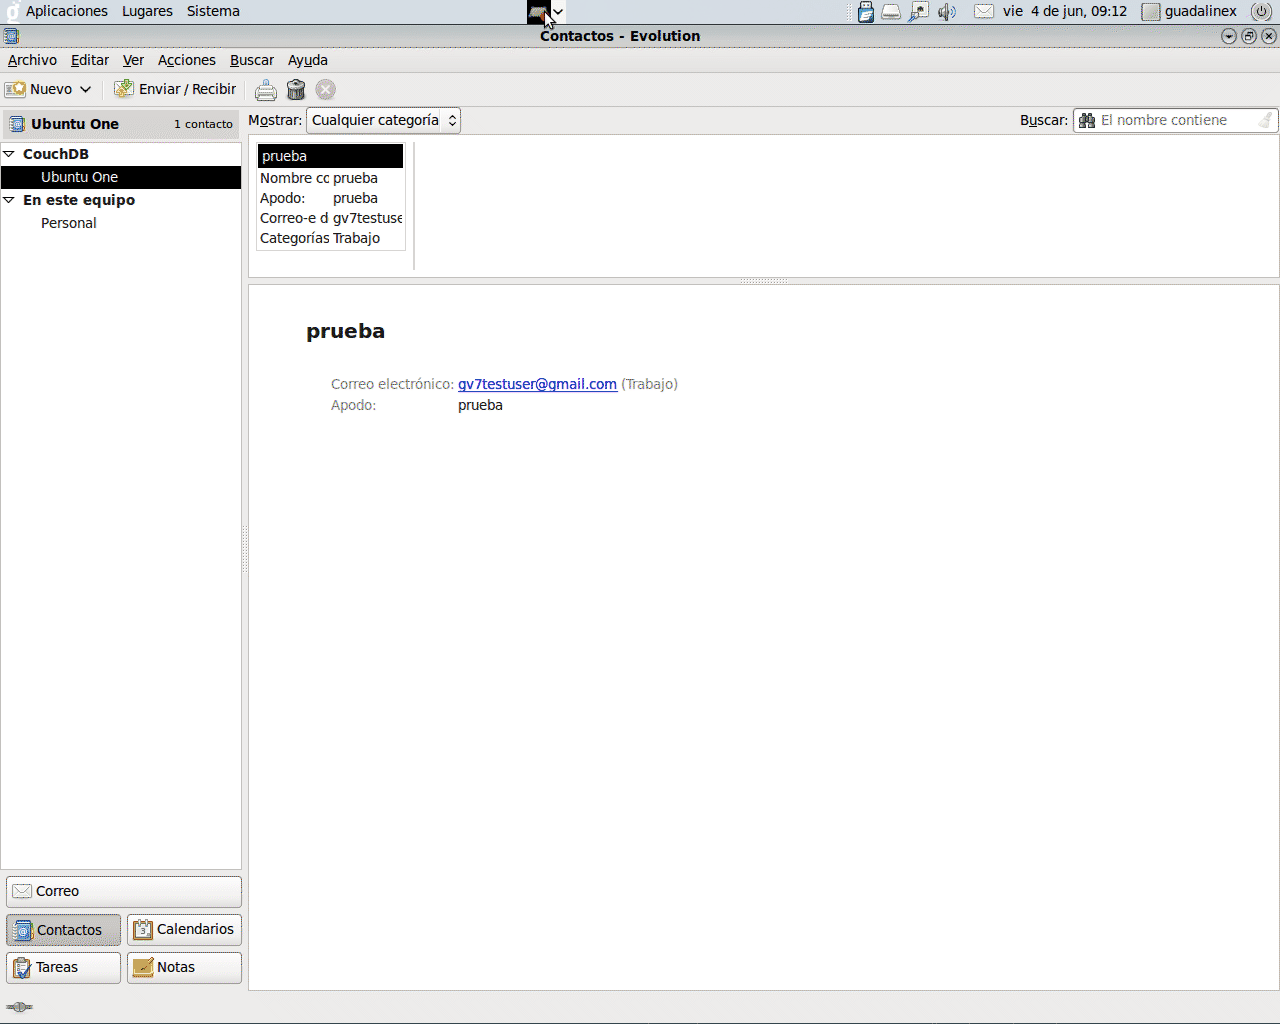 Aplicaciones Lugares Sistema vie 4 de jun, 09:12 guadalinex
Contactos - Evolution
Archivo Editar Ver Acciones Buscar Ayuda
Nuevo Enviar / Recibir
Ubuntu One 1 contacto Mostrar: Cualquier categoría Buscar: El nombre contiene
CouchDB
Ubuntu One
En este equipo
Personal
prueba
Nombre cc prueba
Apodo: prueba
Correo-e d gv7testuse
Categorías Trabajo
prueba
Correo electrónico: gv7testuser@gmail.com (Trabajo)
Apodo: prueba
Correo
Contactos Calendarios
Tareas Notas